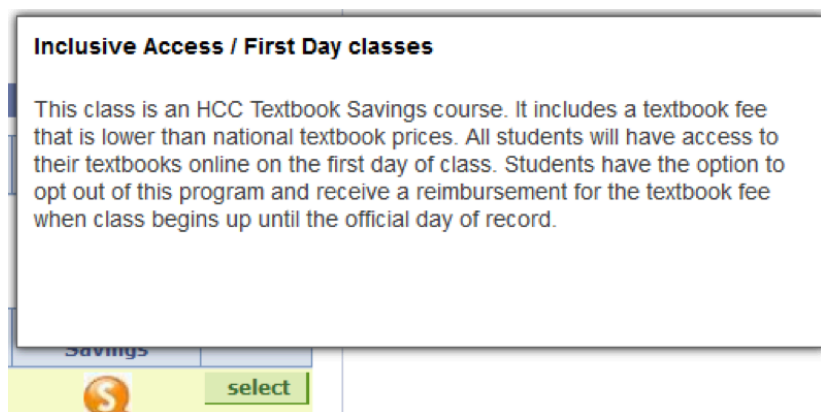 Inclusive Access / First Day classes
This class is an HCC Textbook Savings course. It includes a textbook fee
that is lower than national textbook prices. All students will have access to
their textbooks online on the first day of class. Students have the option to
opt out of this program and receive a reimbursement for the textbook fee
when class begins up until the official day of record.
Savings
S
select